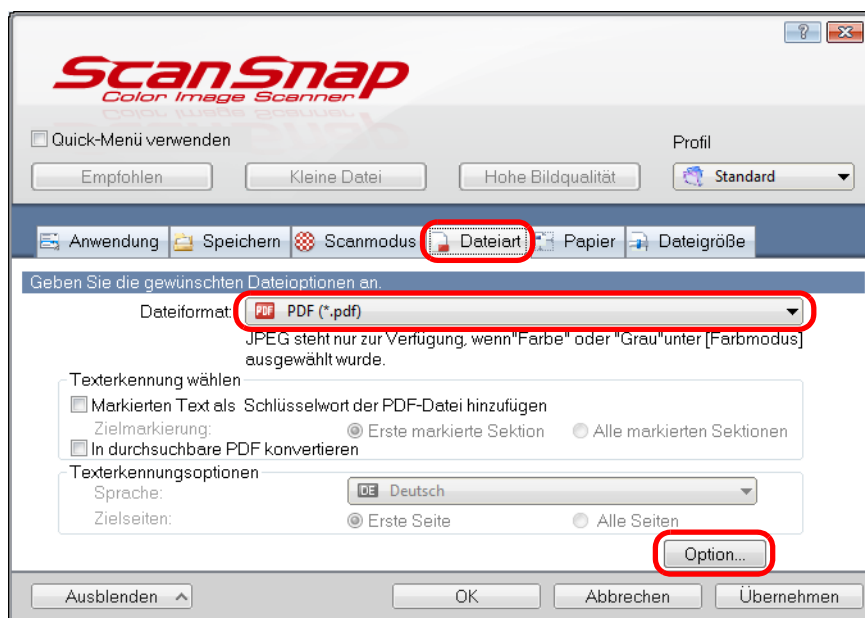 ScanSnap
Color Image Scanner
Quick-Menü verwenden
Profil
Empfohlen Kleine Datei Hohe Bildqualität Standard
Anwendung Speichern Scanmodus Dateiart Papier Dateigröße
Geben Sie die gewünschten Dateioptionen an.
Dateiformat: PDF PDF (*.pdf)
JPEG steht nur zur Verfügung, wenn"Farbe" oder "Grau"unter [Farbmodus]
ausgewählt wurde.
Texterkennung wählen
Markierten Text als Schlüsselwort der PDF-Datei hinzufügen
Zielmarkierung: Erste markierte Sektion Alle markierten Sektionen
In durchsuchbare PDF konvertieren
Texterkennungsoptionen
Sprache: DE Deutsch
Zielseiten: Erste Seite Alle Seiten
Option...
Ausblenden OK Abbrechen Übernehmen